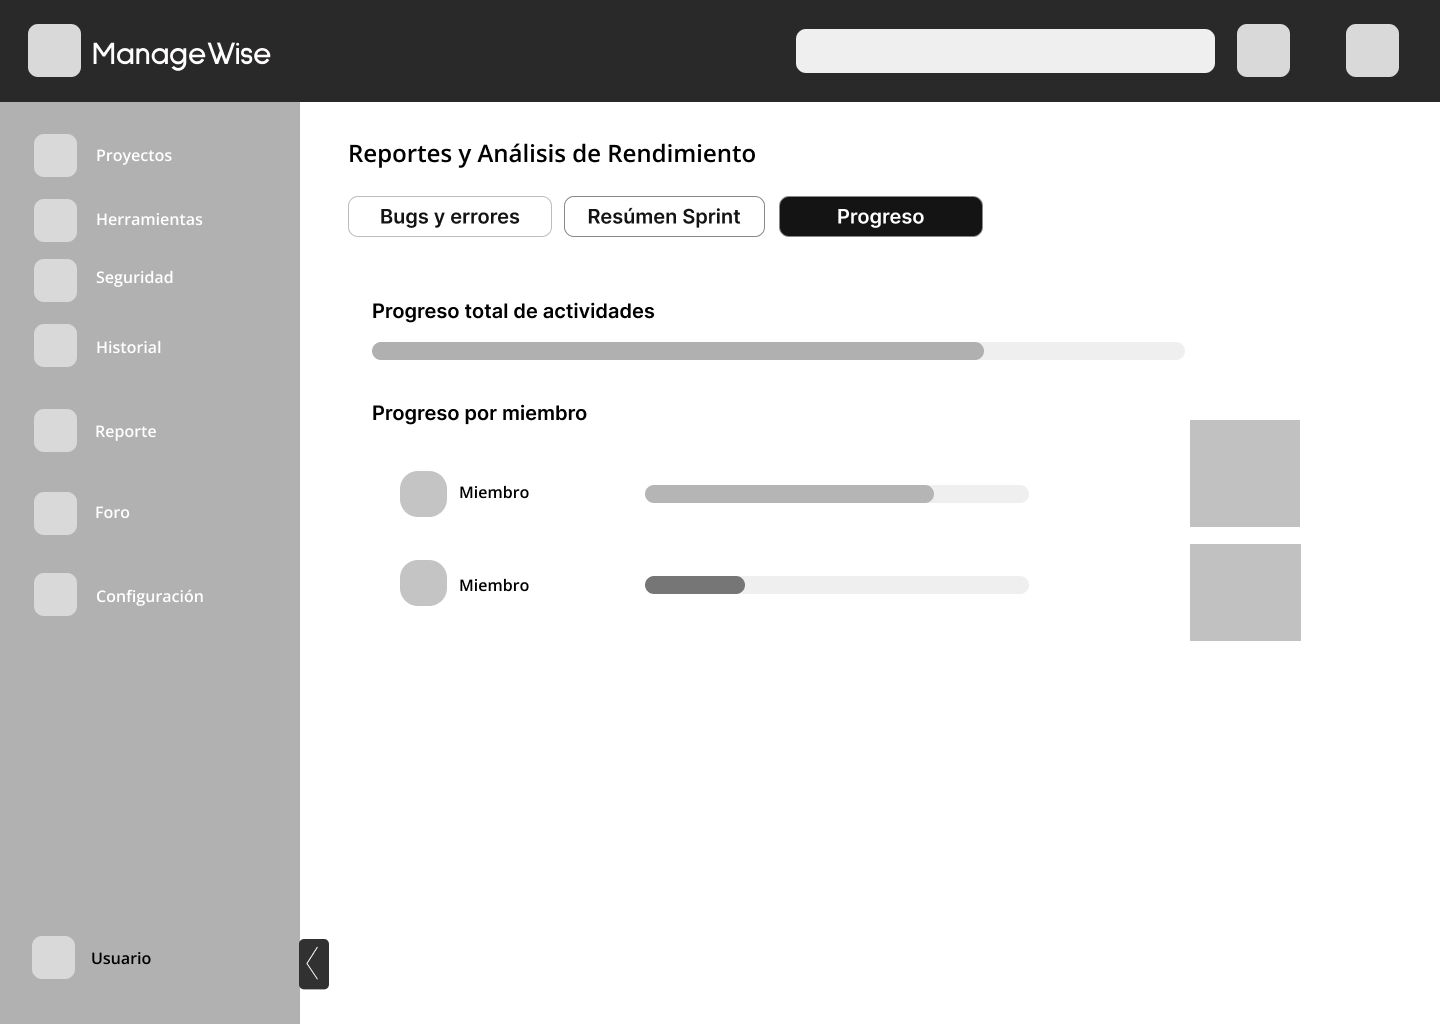 ManageWise
Proyectos
Herramientas
Seguridad
Historial
Reporte
Foro
Configuración
Usuario
Reportes y Análisis de Rendimiento
Bugs y errores
Resúmen Sprint
Progreso
Progreso total de actividades
Progreso por miembro
Miembro
Miembro